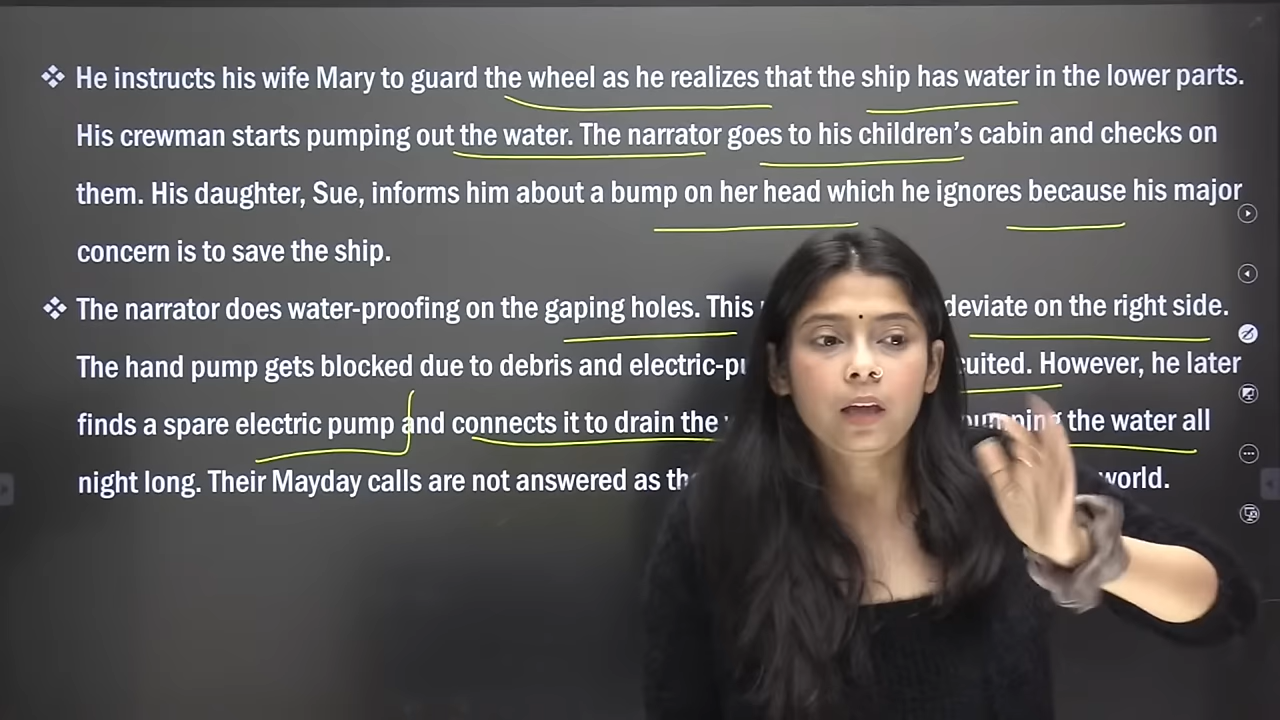 ❖ He instructs his wife Mary to guard the wheel as he realizes that the ship has water in the lower parts.
His crewman starts pumping out the water. The narrator goes to his children's cabin and checks on
them. His daughter, Sue, informs him about a bump on her head which he ignores because his major
concern is to save the ship.
❖ The narrator does water-proofing on the gaping holes. This deviate on the right side.
The hand pump gets blocked due to debris and However, he later
finds a spare electric pump and connects it to drain the pumping the water all
night long. Their Mayday calls are not answered as world.